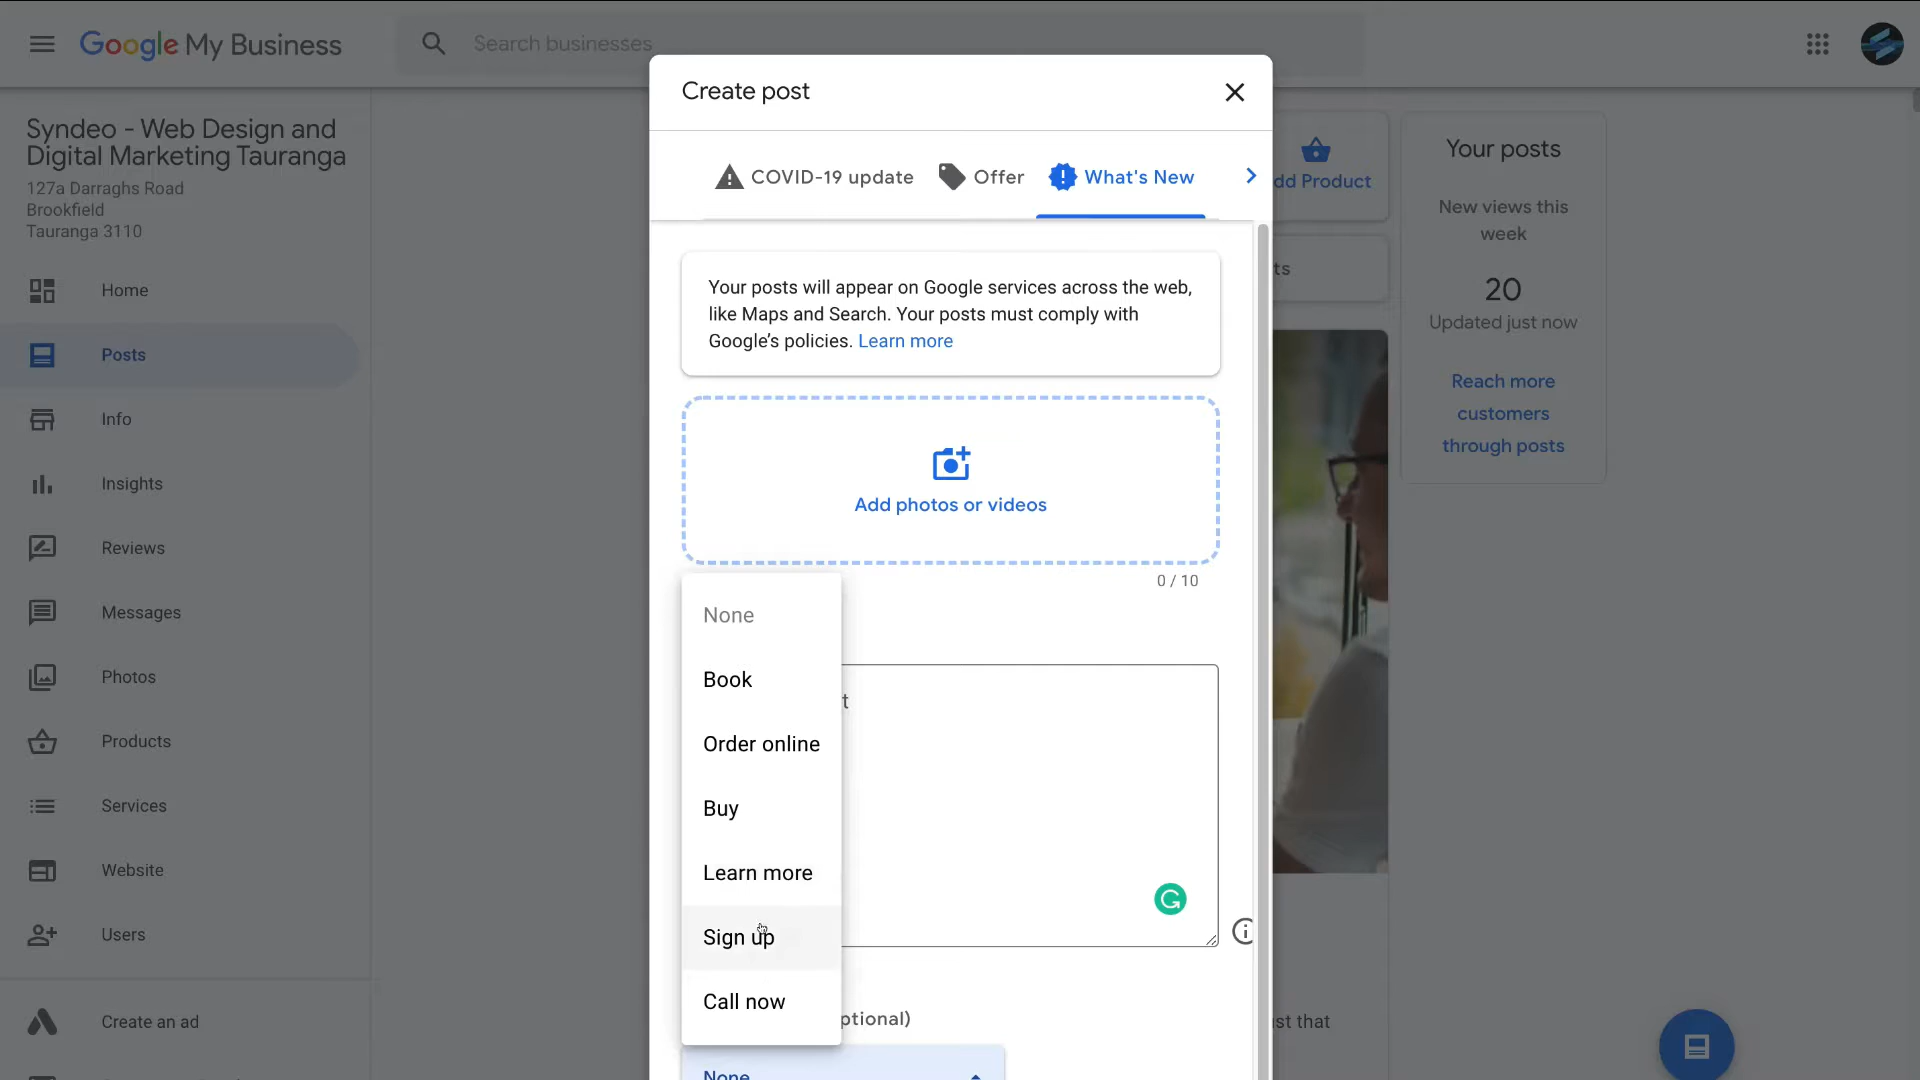 Google My Business
Search businesses
Syndeo - Web Design and
Digital Marketing Tauranga
127a Darraghs Road
Brookfield
Tauranga 3110
Home
Posts
Info
Insights
Reviews
Messages
Photos
Products
Services
Website
Users
Create an ad
Create post
COVID-19 update
Offer
What's New
Your posts will appear on Google services across the web,
like Maps and Search. Your posts must comply with
Google's policies. Learn more
Add photos or videos
0 / 10
None
Book
Order online
Buy
Learn more
Sign up
Call now
t
ptional)
None
dd Product
ts
st that
Your posts
New views this
week
20
Updated just now
Reach more
customers
through posts